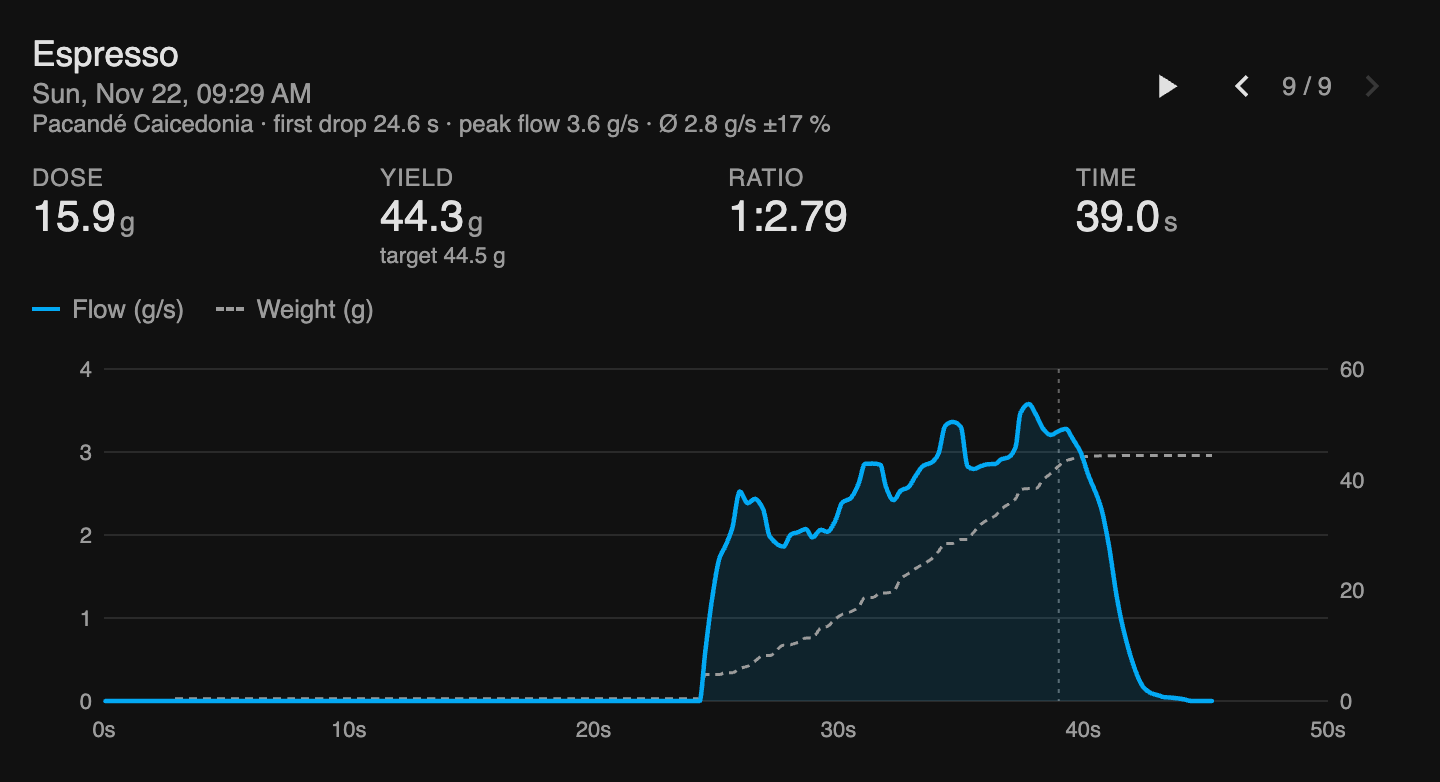 Espresso
Sun, Nov 22, 09:29 AM
9 / 9
Pacandé Caicedonia · first drop 24.6 s · peak flow 3.6 g/s · Ø 2.8 g/s ±17 %
DOSE YIELD RATIO TIME
15.9 g 44.3 g 1:2.79 39.0 s
target 44.5 g
Flow (g/s) Weight (g)
4 60
3
40
2
20
1
0 0
0s 10s 20s 30s 40s 50s